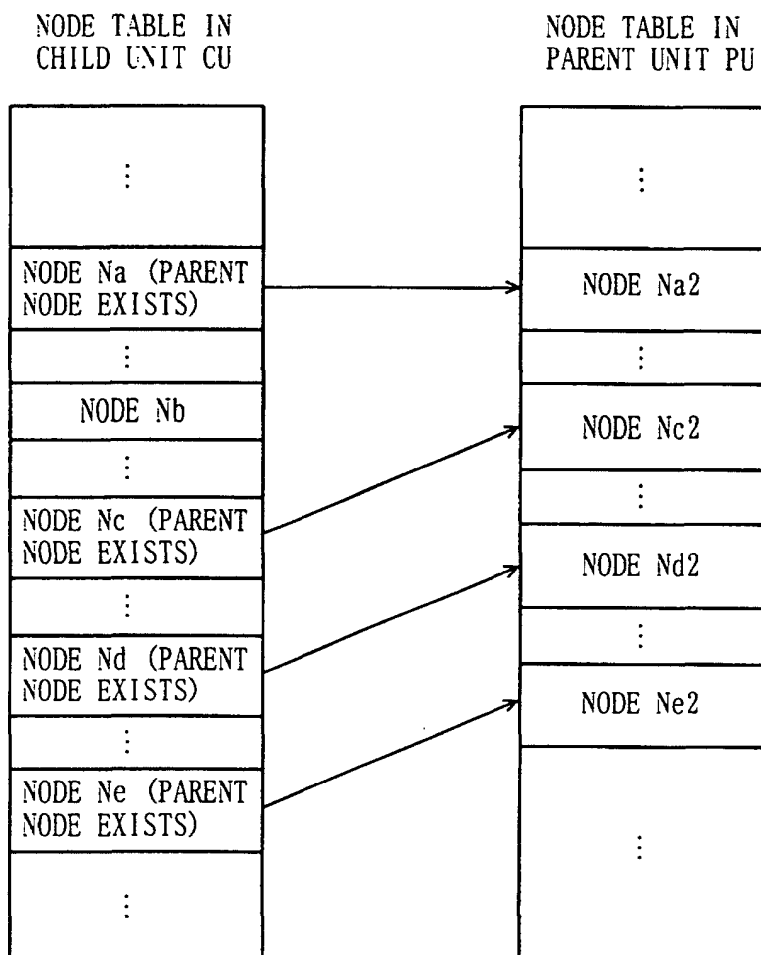 NODE TABLE IN
CHILD UNIT CU
NODE TABLE IN
PARENT UNIT PU
⋮
NODE Na (PARENT
NODE EXISTS)
⋮
NODE Nb
⋮
NODE Nc (PARENT
NODE EXISTS)
⋮
NODE Nd (PARENT
NODE EXISTS)
⋮
NODE Ne (PARENT
NODE EXISTS)
⋮
⋮
NODE Na2
⋮
NODE Nc2
⋮
NODE Nd2
⋮
NODE Ne2
⋮